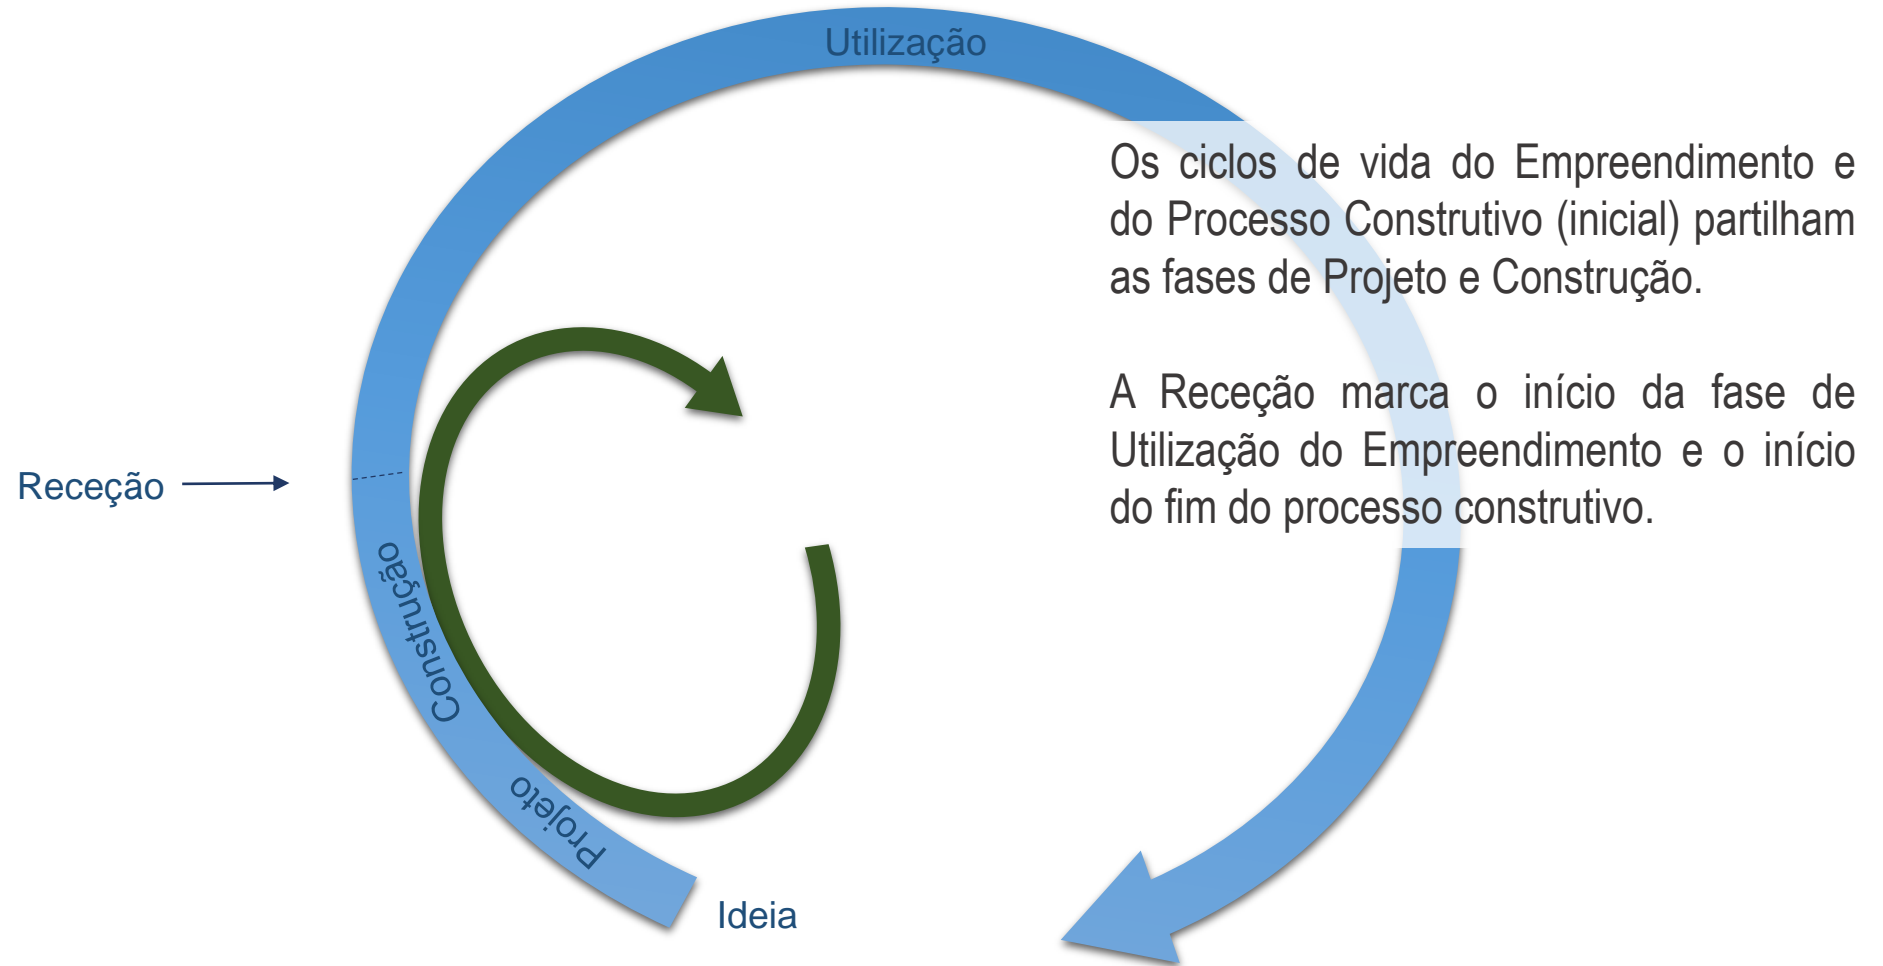 Utilização
Os ciclos de vida do Empreendimento e
do Processo Construtivo (inicial) partilham
as fases de Projeto e Construção.
A Receção marca o início da fase de
Utilização do Empreendimento e o início
do fim do processo construtivo.
Receção
Construção
Projeto
Ideia